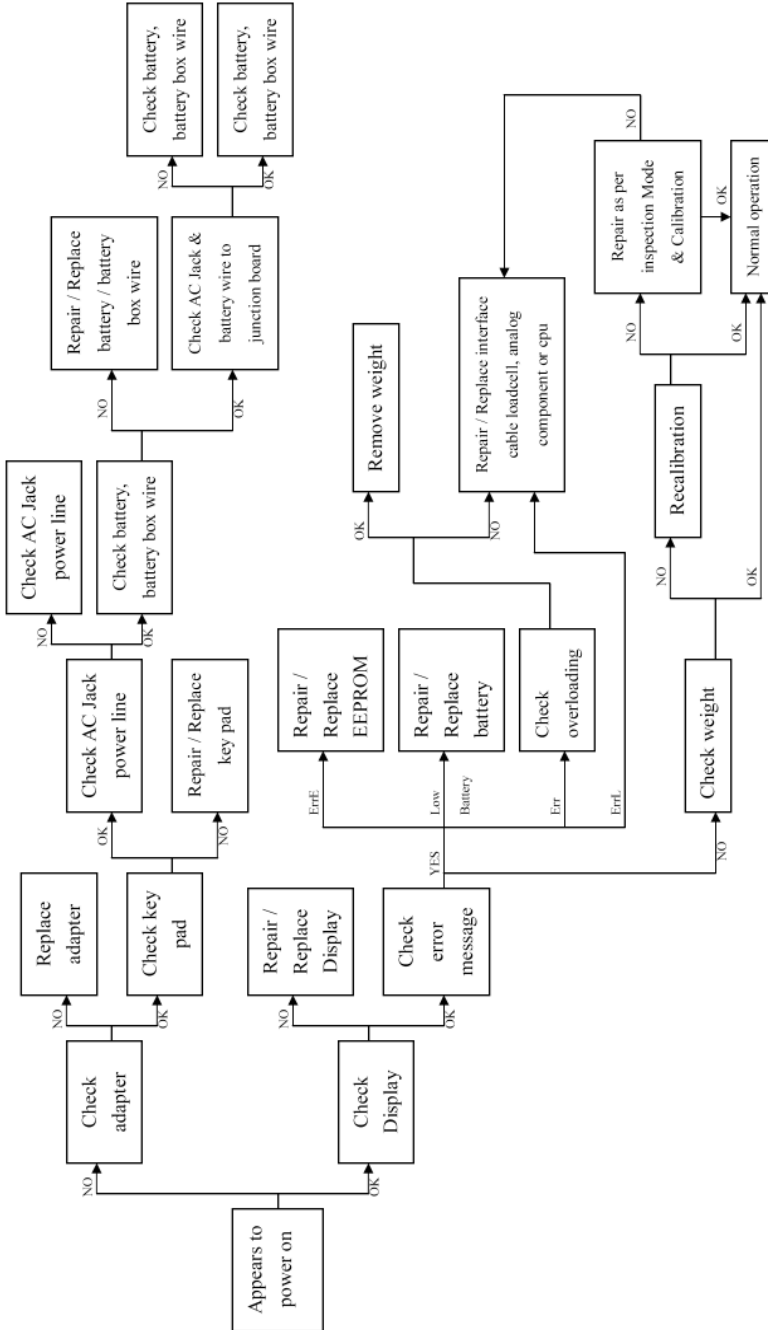 Appears to
power on
NO
OK
Check
adapter
NO
OK
Replace
adapter
Check key
pad
OK
NO
Check AC Jack
power line
Repair / Replace
key pad
NO
OK
Check AC Jack
power line
Check battery,
battery box wire
NO
OK
Repair / Replace
battery / battery
box wire
Check AC Jack &
battery wire to
junction board
NO
OK
Check battery,
battery box wire
Check battery,
battery box wire
Check
Display
NO
OK
Repair /
Replace
Display
Check
error
message
YES
NO
ErrE
Low
Battery
Err
ErrL
Repair /
Replace
EEPROM
Repair /
Replace
battery
Check
overloading
OK
NO
Remove weight
Repair / Replace interface
cable loadcell, analog
component or cpu
Check weight
NO
OK
Recalibration
NO
OK
Repair as per
inspection Mode
& Calibration
NO
OK
Normal operation